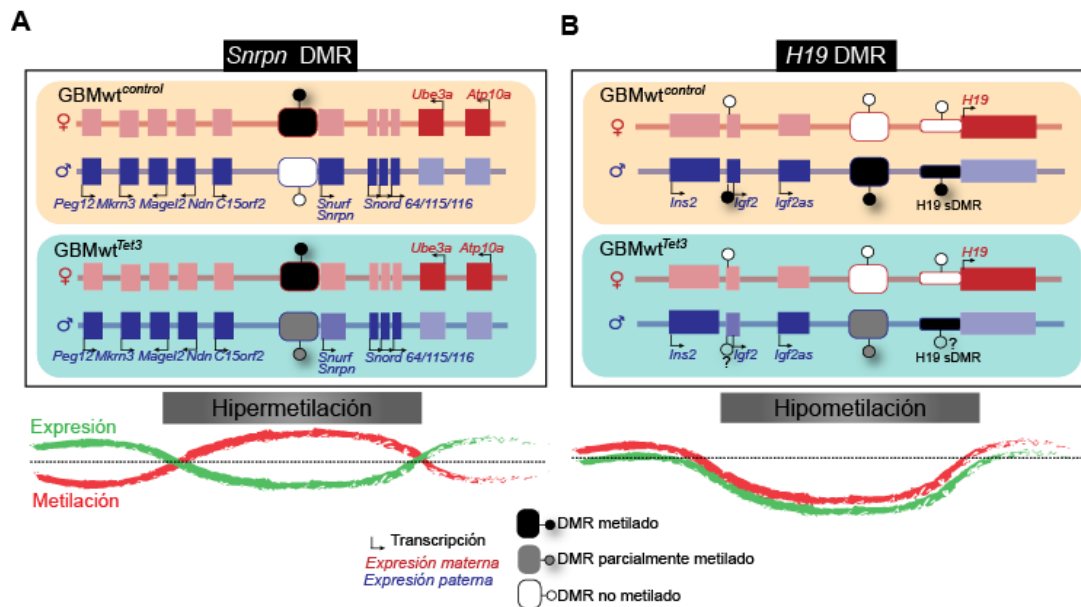 A
Snrpn DMR
GBMwtcontrol
Ube3a Atp10a
♀
♂
Peg12 Mkrn3 Magel2 Ndn C15orf2 Snurf Snord 64/115/116
Snrpn
GBMwtTet3
Ube3a Atp10a
♀
♂
Peg12 Mkrn3 Magel2 Ndn C15orf2 Snurf Snord 64/115/116
Snrpn
Hipermetilación
Expresión
Metilación
B
H19 DMR
GBMwtcontrol
H19
♀
♂
Ins2 Igf2 Igf2as H19 sDMR
GBMwtTet3
H19
♀
♂
Ins2 ? Igf2 Igf2as ? H19 sDMR
Hipometilación
Transcripción
Expresión materna
Expresión paterna
DMR metilado
DMR parcialmente metilado
DMR no metilado